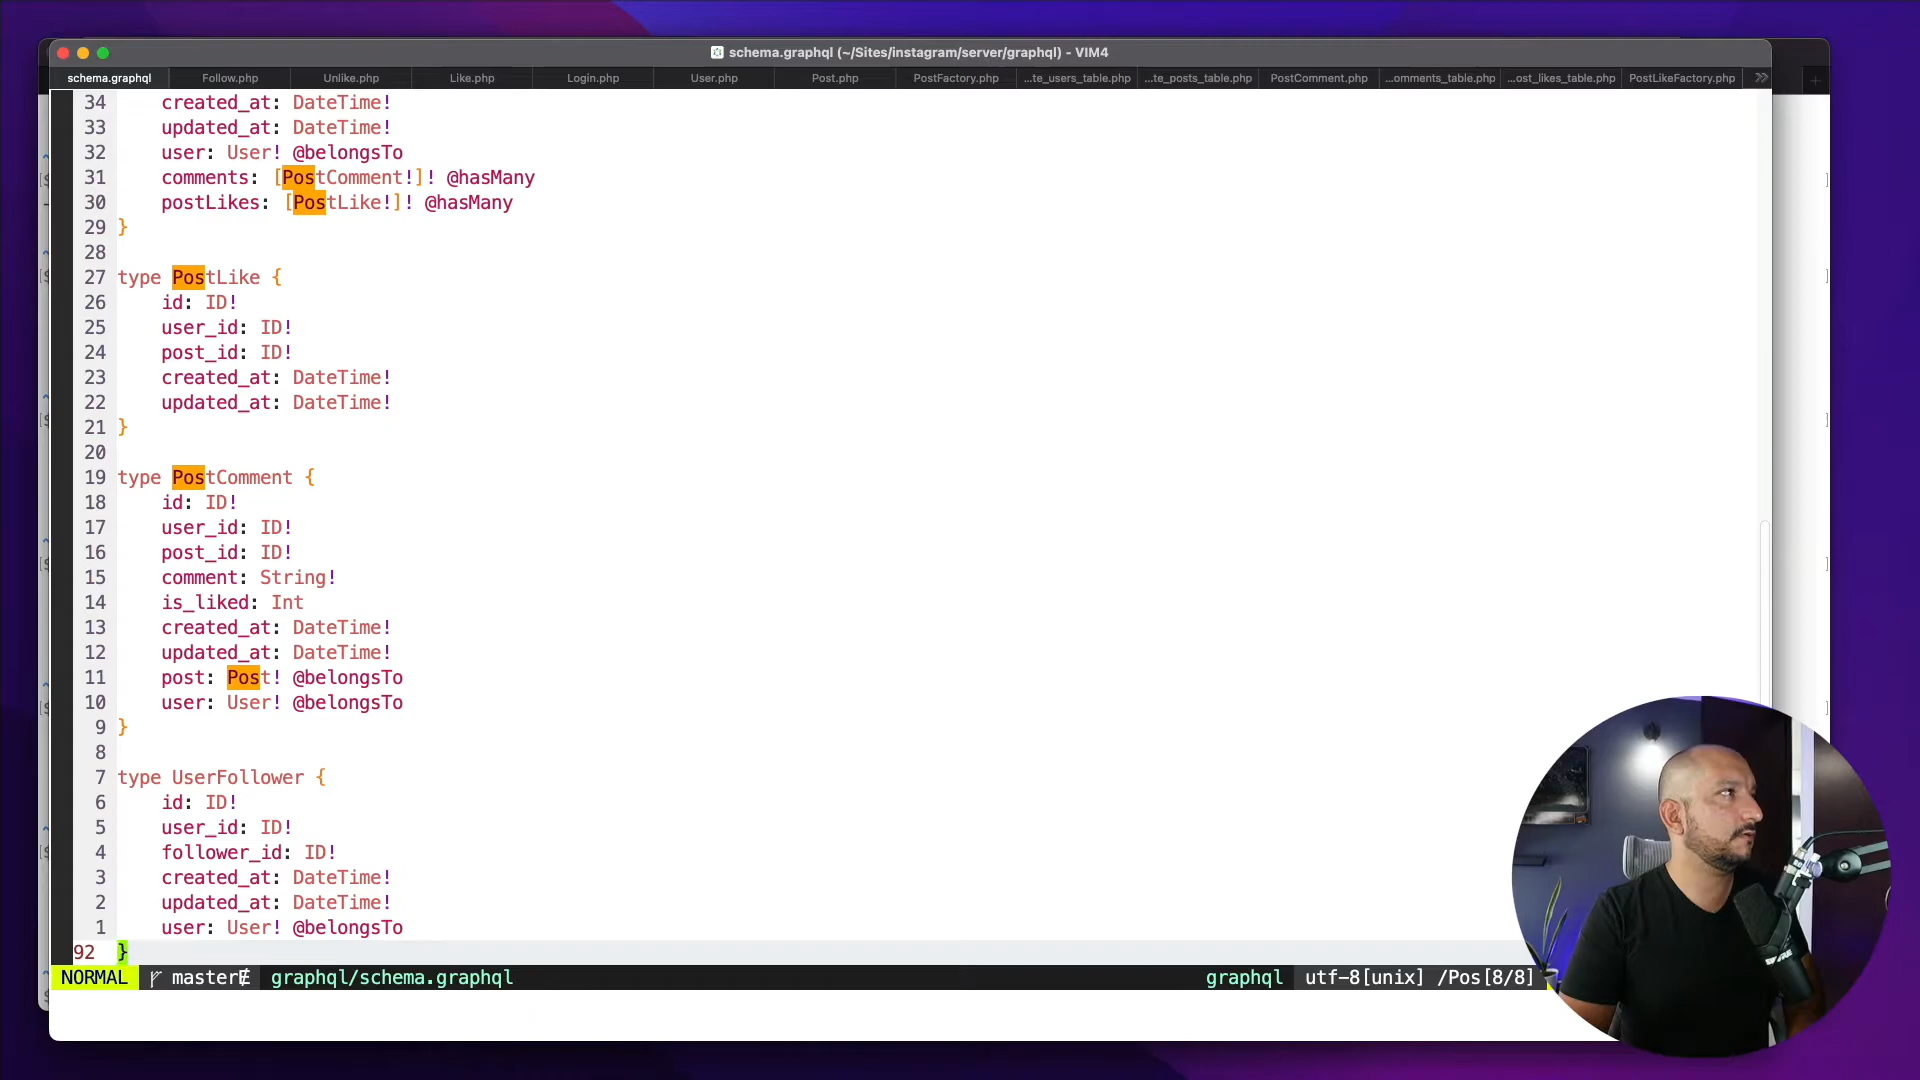 schema.graphql (~/Sites/instagram/server/graphql) - VIM4
schema.graphql Follow.php Unlike.php Like.php Login.php User.php Post.php PostFactory.php ...te_users_table.php ...te_posts_table.php PostComment.php ...omments_table.php ...ost_likes_table.php PostLikeFactory.php
34 created_at: DateTime!
33 updated_at: DateTime!
32 user: User! @belongsTo
31 comments: [PostComment!]! @hasMany
30 postLikes: [PostLike!]! @hasMany
29 }
28
27 type PostLike {
26 id: ID!
25 user_id: ID!
24 post_id: ID!
23 created_at: DateTime!
22 updated_at: DateTime!
21 }
20
19 type PostComment {
18 id: ID!
17 user_id: ID!
16 post_id: ID!
15 comment: String!
14 is_liked: Int
13 created_at: DateTime!
12 updated_at: DateTime!
11 post: Post! @belongsTo
10 user: User! @belongsTo
9 }
8
7 type UserFollower {
6 id: ID!
5 user_id: ID!
4 follower_id: ID!
3 created_at: DateTime!
2 updated_at: DateTime!
1 user: User! @belongsTo
92 }
NORMAL master graphql/schema.graphql graphql utf-8[unix] /Pos[8/8]